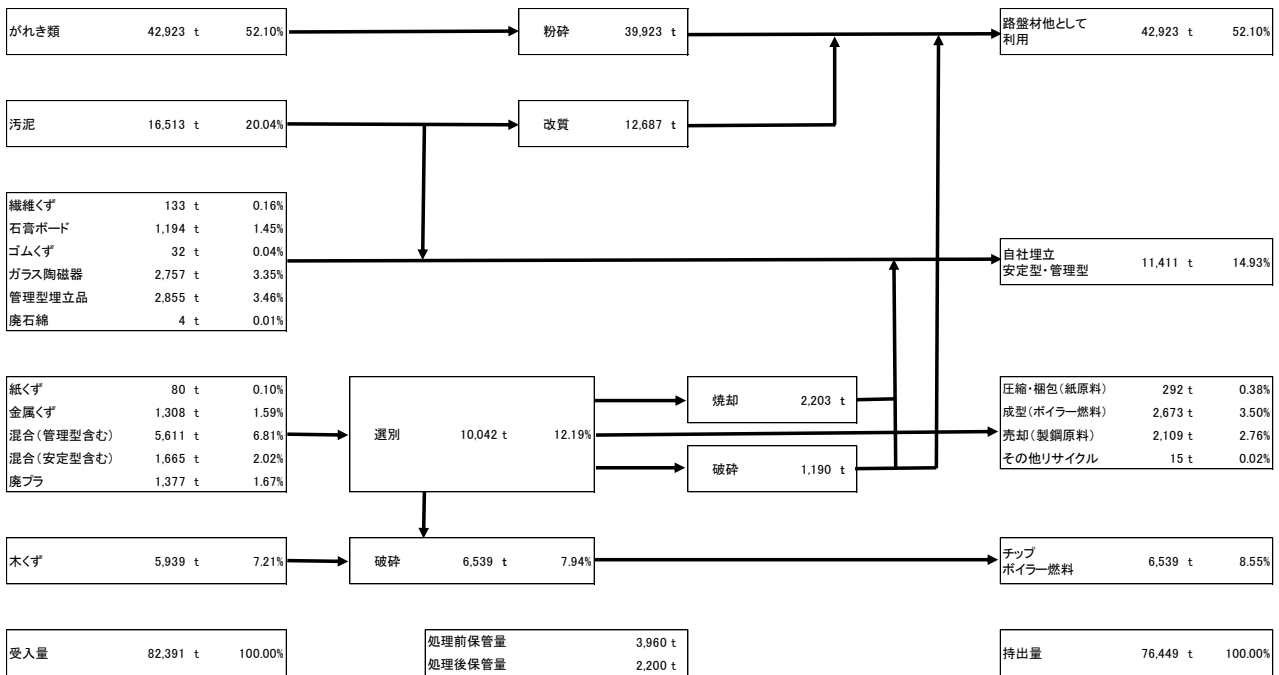 がれき類 42,923 t 52.10%
粉砕 39,923 t
路盤材他として
利用 42,923 t 52.10%
汚泥 16,513 t 20.04%
改質 12,687 t
繊維くず 133 t 0.16%
石膏ボード 1,194 t 1.45%
ゴムくず 32 t 0.04%
ガラス陶磁器 2,757 t 3.35%
管理型埋立品 2,855 t 3.46%
廃石綿 4 t 0.01%
自社埋立
安定型・管理型 11,411 t 14.93%
紙くず 80 t 0.10%
金属くず 1,308 t 1.59%
混合(管理型含む) 5,611 t 6.81%
混合(安定型含む) 1,665 t 2.02%
廃プラ 1,377 t 1.67%
選別 10,042 t 12.19%
焼却 2,203 t
破砕 1,190 t
圧縮・梱包(紙原料) 292 t 0.38%
成型(ボイラー燃料) 2,673 t 3.50%
売却(製鋼原料) 2,109 t 2.76%
その他リサイクル 15 t 0.02%
木くず 5,939 t 7.21%
破砕 6,539 t 7.94%
チップ
ボイラー燃料 6,539 t 8.55%
受入量 82,391 t 100.00%
処理前保管量 3,960 t
処理後保管量 2,200 t
持出量 76,449 t 100.00%